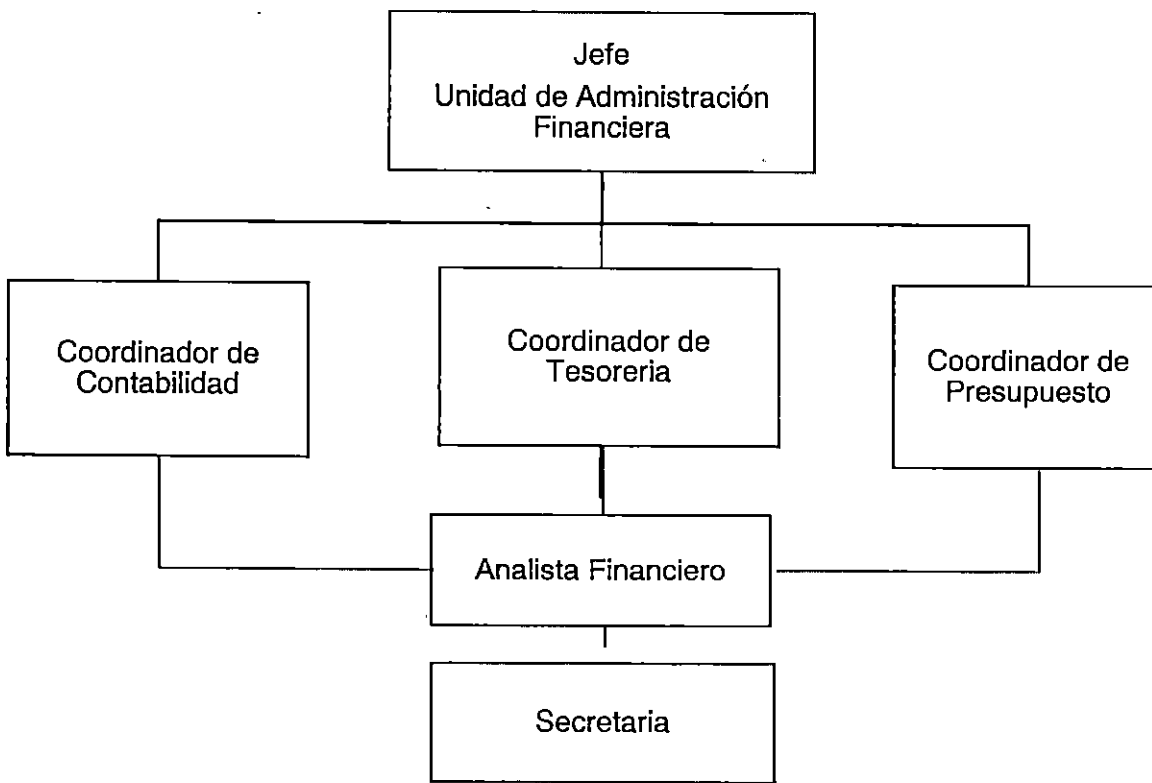 Jefe
Unidad de Administración
Financiera
Coordinador de
Contabilidad
Coordinador de
Tesoreria
Coordinador de
Presupuesto
Analista Financiero
Secretaria